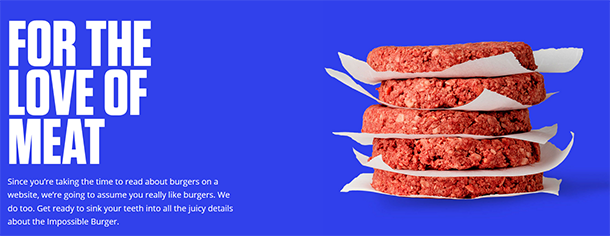 FOR THE
LOVE OF
MEAT
Since you're taking the time to read about burgers on a
website, we're going to assume you really like burgers. We
do too. Get ready to sink your teeth into all the juicy details
about the Impossible Burger.